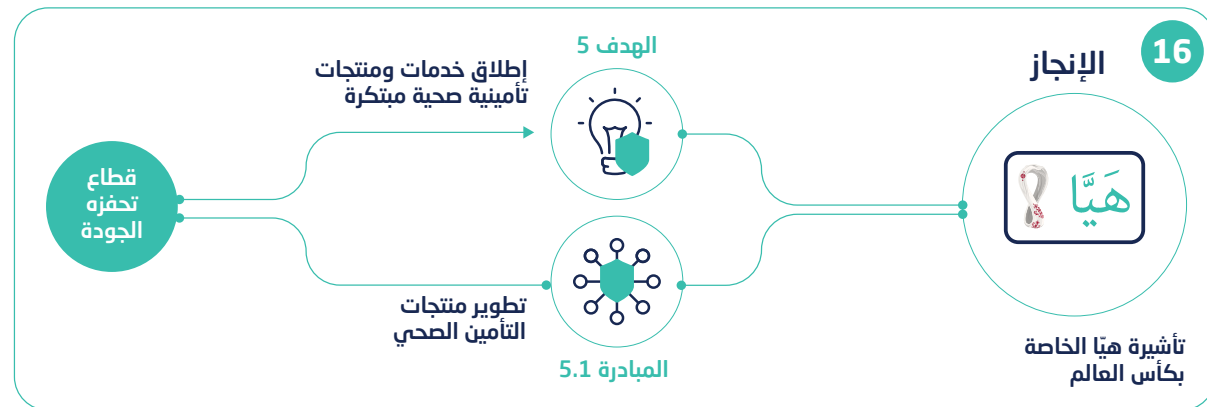 16
الإنجاز
هَيَّا
تأشيرة هيّا الخاصة
بكأس العالم
الهدف 5
إطلاق خدمات ومنتجات
تأمينية صحية مبتكرة
تطوير منتجات
التأمين الصحي
المبادرة 5.1
قطاع
تحفزه
الجودة